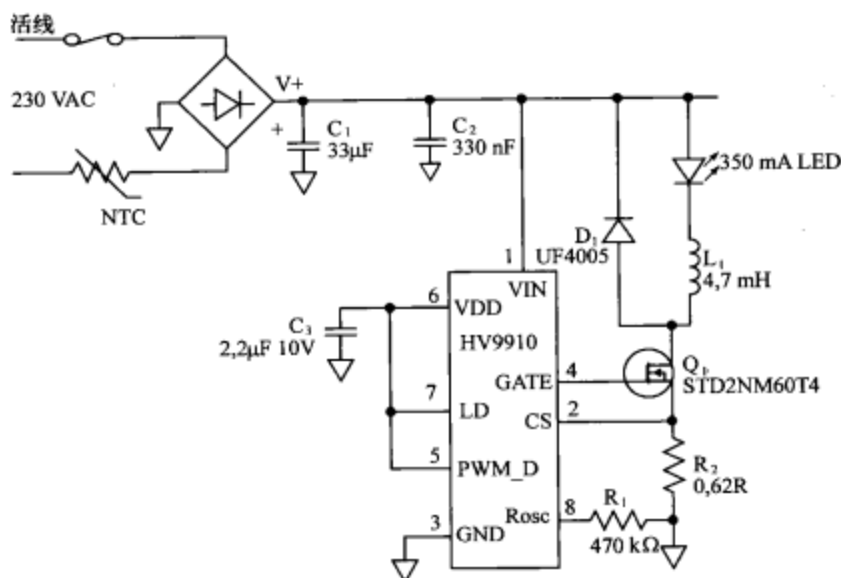 活线
230 VAC
NTC
V+
+
C₁
33μF
C₂
330 nF
350 mA LED
D₁
UF4005
L₁
4,7 mH
1
VIN
6
VDD
C₃
2,2μF 10V
HV9910
GATE
4
Q₁
STD2NM60T4
7
LD
CS
2
5
PWM_D
R₂
0,62R
3
GND
Rosc
8
R₁
470 kΩ